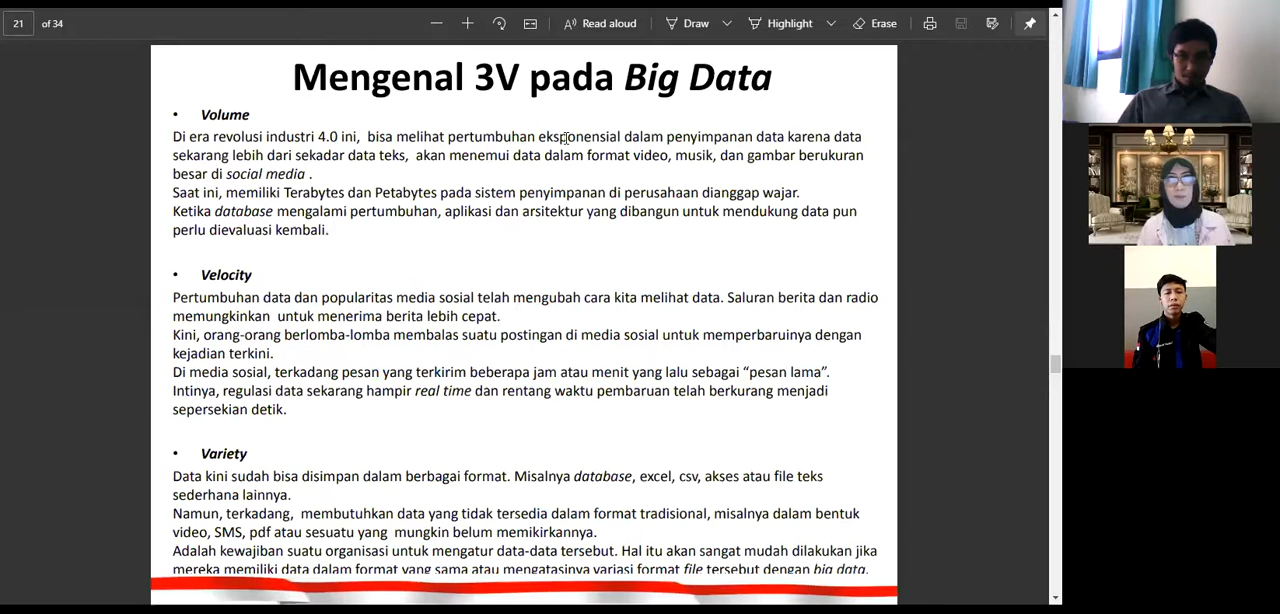 21 of 34
Read aloud
Draw
Highlight
Erase
Mengenal 3V pada Big Data
• Volume
Di era revolusi industri 4.0 ini, bisa melihat pertumbuhan eksponensial dalam penyimpanan data karena data
sekarang lebih dari sekadar data teks, akan menemui data dalam format video, musik, dan gambar berukuran
besar di social media .
Saat ini, memiliki Terabytes dan Petabytes pada sistem penyimpanan di perusahaan dianggap wajar.
Ketika database mengalami pertumbuhan, aplikasi dan arsitektur yang dibangun untuk mendukung data pun
perlu dievaluasi kembali.
• Velocity
Pertumbuhan data dan popularitas media sosial telah mengubah cara kita melihat data. Saluran berita dan radio
memungkinkan untuk menerima berita lebih cepat.
Kini, orang-orang berlomba-lomba membalas suatu postingan di media sosial untuk memperbaruinya dengan
kejadian terkini.
Di media sosial, terkadang pesan yang terkirim beberapa jam atau menit yang lalu sebagai “pesan lama”.
Intinya, regulasi data sekarang hampir real time dan rentang waktu pembaruan telah berkurang menjadi
sepersekian detik.
• Variety
Data kini sudah bisa disimpan dalam berbagai format. Misalnya database, excel, csv, akses atau file teks
sederhana lainnya.
Namun, terkadang, membutuhkan data yang tidak tersedia dalam format tradisional, misalnya dalam bentuk
video, SMS, pdf atau sesuatu yang mungkin belum memikirkannya.
Adalah kewajiban suatu organisasi untuk mengatur data-data tersebut. Hal itu akan sangat mudah dilakukan jika
mereka memiliki data dalam format yang sama atau mengatasinya variasi format file tersebut dengan big data.